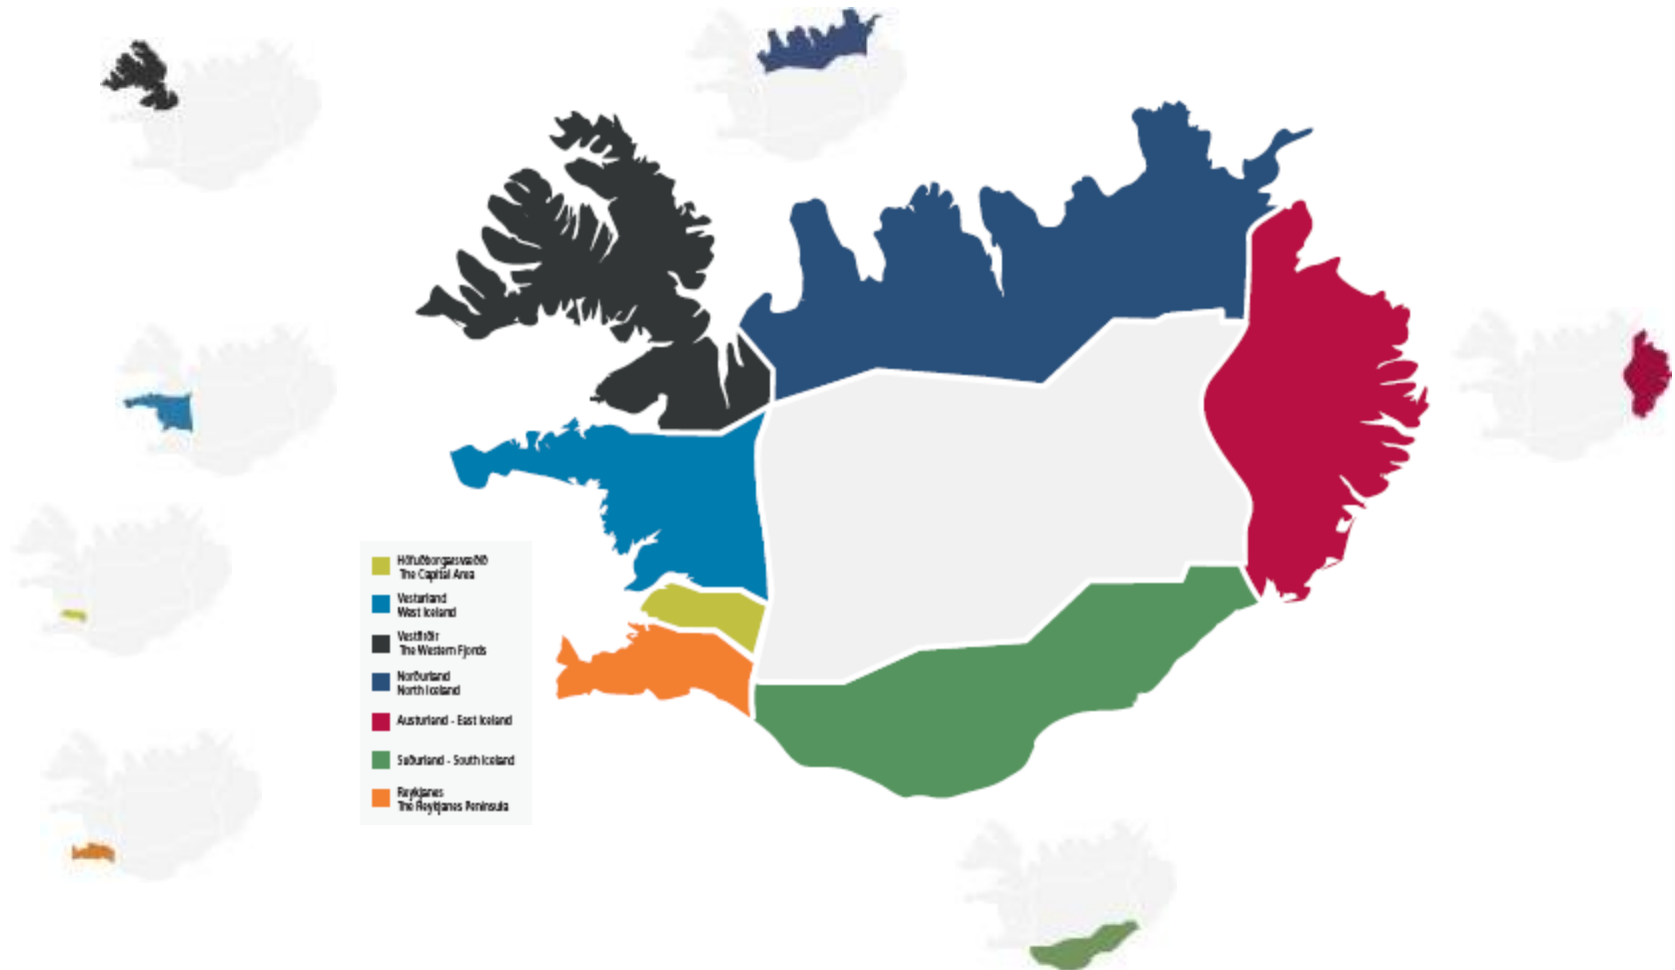 Höfuðborgarsvæðið
The Capital Area
Vesturland
West Iceland
Vestfirðir
The Western Fjords
Norðurland
North Iceland
Austurland - East Iceland
Suðurland - South Iceland
Reykjanes
The Reykjanes Peninsula